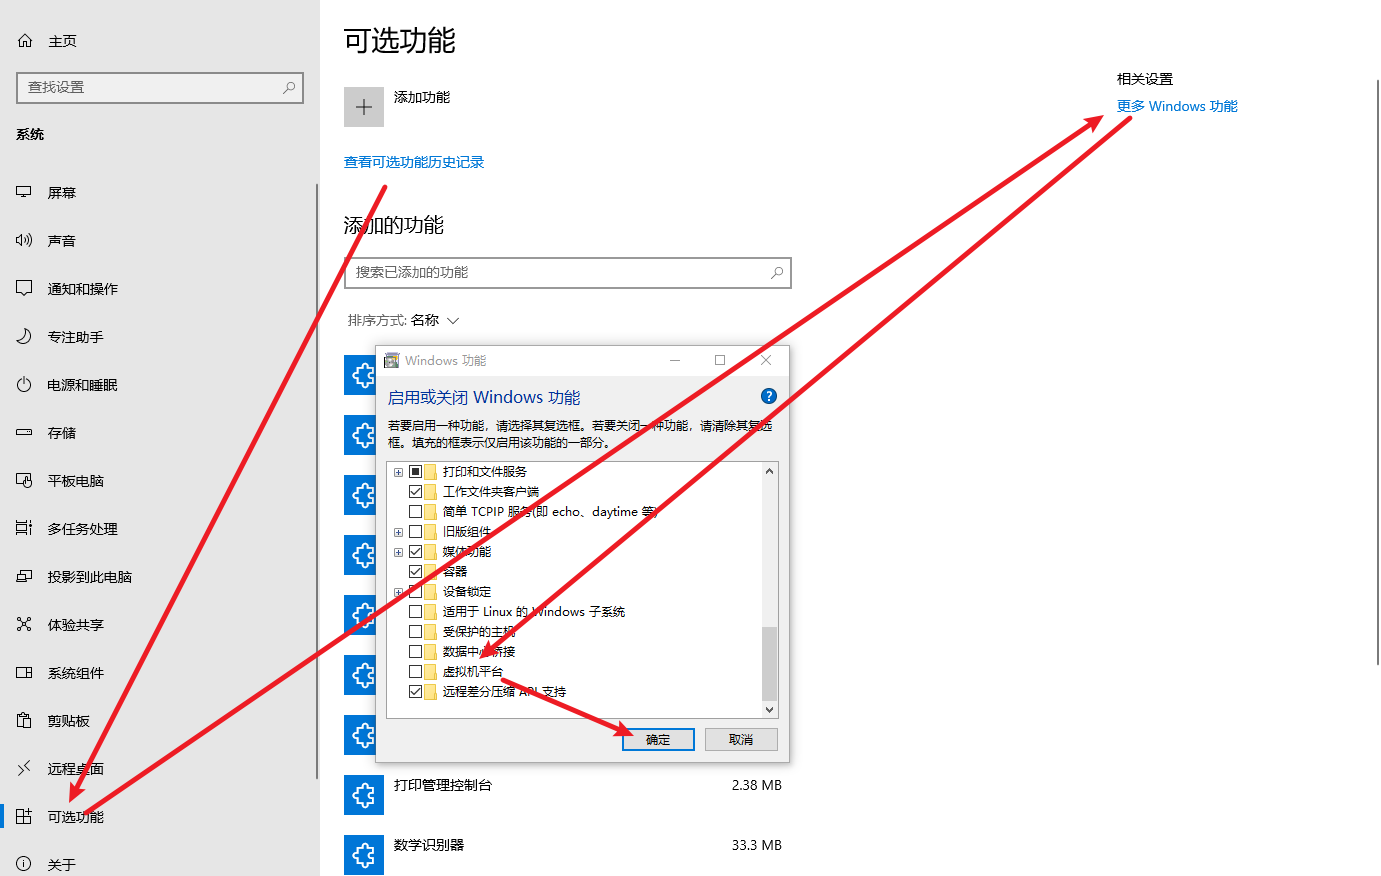 主页
查找设置
系统
屏幕
声音
通知和操作
专注助手
电源和睡眠
存储
平板电脑
多任务处理
投影到此电脑
体验共享
系统组件
剪贴板
远程桌面
可选功能
关于
可选功能
添加功能
查看可选功能历史记录
添加的功能
搜索已添加的功能
排序方式: 名称
Windows 功能
启用或关闭 Windows 功能
若要启用一种功能，请选择其复选框。若要关闭一种功能，请清除其复选
框。填充的框表示仅启用该功能的一部分。
打印和文件服务
工作文件夹客户端
简单 TCPIP 服务(即 echo、daytime 等)
旧版组件
媒体功能
容器
设备锁定
适用于 Linux 的 Windows 子系统
受保护的主机
数据中心桥接
虚拟机平台
远程差分压缩 API 支持
确定
取消
打印管理控制台 2.38 MB
数学识别器 33.3 MB
相关设置
更多 Windows 功能